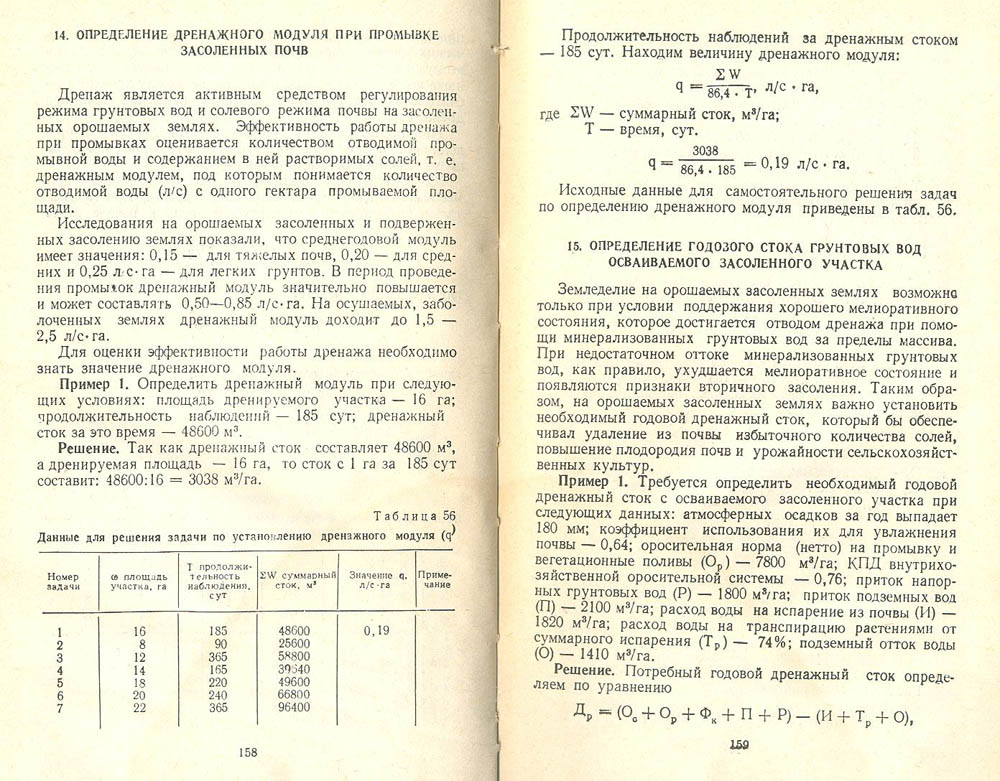 14. ОПРЕДЕЛЕНИЕ ДРЕНАЖНОГО МОДУЛЯ ПРИ ПРОМЫВКЕ
ЗАСОЛЕННЫХ ПОЧВ
Дренаж является активным средством регулирования
режима грунтовых вод и солевого режима почвы на засолен-
ных орошаемых землях. Эффективность работы дренажа
при промывках оценивается количеством отводимой про-
мывной воды и содержанием в ней растворимых солей, т. е.
дренажным модулем, под которым понимается количество
отводимой воды (л/с) с одного гектара промываемой пло-
щади.
Исследования на орошаемых засоленных и подвержен-
ных засолению землях показали, что среднегодовой модуль
имеет значения: 0,15 — для тяжелых почв, 0,20 — для сред-
них и 0,25 л/с·га — для легких грунтов. В период проведе-
ния промывок дренажный модуль значительно повышается
и может составлять 0,50—0,85 л/с·га. На осушаемых, забо-
лоченных землях дренажный модуль доходит до 1,5 —
2,5 л/с·га.
Для оценки эффективности работы дренажа необходимо
знать значение дренажного модуля.
Пример 1. Определить дренажный модуль при следую-
щих условиях: площадь дренируемого участка — 16 га;
продолжительность наблюдений — 185 сут; дренажный
сток за это время — 48600 м³.
Решение. Так как дренажный сток составляет 48600 м³,
а дренируемая площадь — 16 га, то сток с 1 га за 185 сут
составит: 48600:16 = 3038 м³/га.
Таблица 56
Данные для решения задачи по установлению дренажного модуля (q)
Номер задачи | ω площадь участка, га | T продолжительность наблюдения, сут | ΣW суммарный сток, м³ | Значение q, л/с·га | Примечание
1 16 185 48600 0,19
2 8 90 25600
3 12 365 58800
4 14 165
5 18 220 49600
6 20 240 66800
7 22 365 96400
158
Продолжительность наблюдений за дренажным стоком
— 185 сут. Находим величину дренажного модуля:
q = ΣW / 86,4 · T, л/с · га,
где ΣW — суммарный сток, м³/га;
T — время, сут.
q = 3038 / 86,4 · 185 = 0,19 л/с · га.
Исходные данные для самостоятельного решения задач
по определению дренажного модуля приведены в табл. 56.
15. ОПРЕДЕЛЕНИЕ ГОДОЗОГО СТОКА ГРУНТОВЫХ ВОД
ОСВАИВАЕМОГО ЗАСОЛЕННОГО УЧАСТКА
Земледелие на орошаемых засоленных землях возможно
только при условии поддержания хорошего мелиоративного
состояния, которое достигается отводом дренажа при помо-
щи минерализованных грунтовых вод за пределы массива.
При недостаточном оттоке минерализованных грунтовых
вод, как правило, ухудшается мелиоративное состояние и
появляются признаки вторичного засоления. Таким обра-
зом, на орошаемых засоленных землях важно установить
необходимый годовой дренажный сток, который бы обеспе-
чивал удаление из почвы избыточного количества солей,
повышение плодородия почв и урожайности сельскохозяйст-
венных культур.
Пример 1. Требуется определить необходимый годовой
дренажный сток с осваиваемого засоленного участка при
следующих данных: атмосферных осадков за год выпадает
180 мм; коэффициент использования их для увлажнения
почвы — 0,64; оросительная норма (нетто) на промывку и
вегетационные поливы (Oр) — 7800 м³/га; КПД внутрихо-
зяйственной оросительной системы — 0,76; приток напор-
ных грунтовых вод (Р) — 1800 м³/га; приток подземных вод
(П) — 2100 м³/га; расход воды на испарение из почвы (И) —
1820 м³/га; расход воды на транспирацию растениями от
суммарного испарения (Тр) — 74%; подземный отток воды
(О) — 1410 м³/га.
Решение. Потребный годовой дренажный сток опреде-
ляем по уравнению
Др = (Оо + Ор + Фк + П + Р) — (И + Тр + О),
159